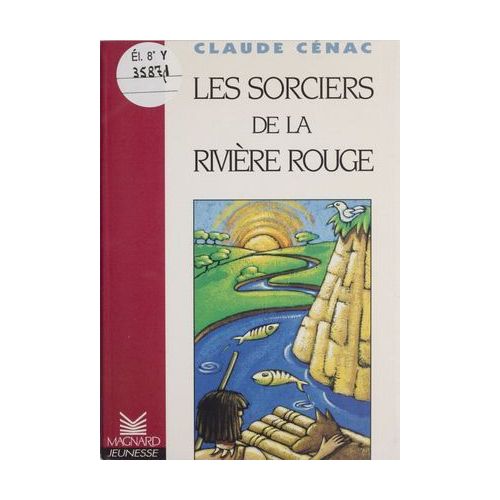 CLAUDE CÉNAC
Él. 8° Y
35871
LES SORCIERS
DE LA
RIVIÈRE ROUGE
MAGNARD
JEUNESSE